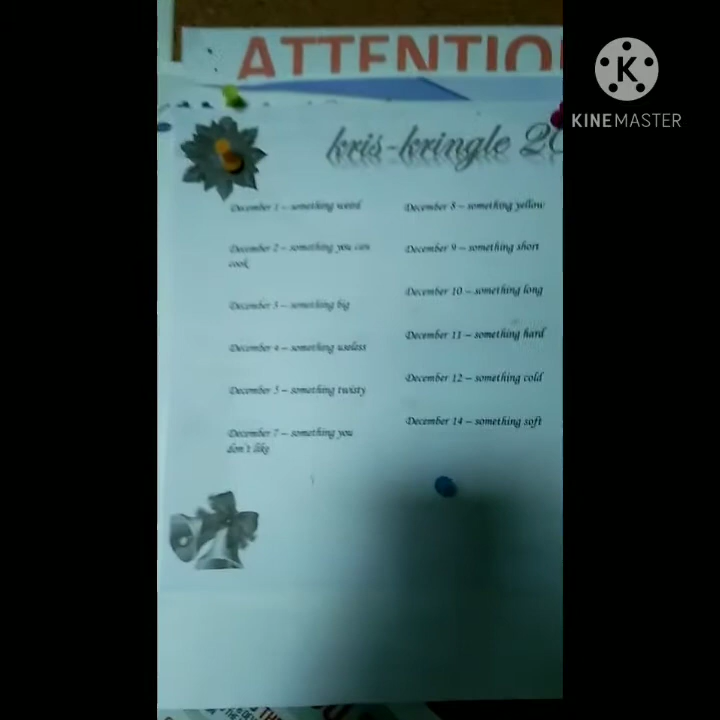 ATTENTIO
KINEMASTER
kris-kringle 20
December 1 – something weird
December 2 – something you can
cook
December 3 – something big
December 4 – something useless
December 5 – something twisty
December 7 – something you
don't like
December 8 – something yellow
December 9 – something short
December 10 – something long
December 11 – something hard
December 12 – something cold
December 14 – something soft